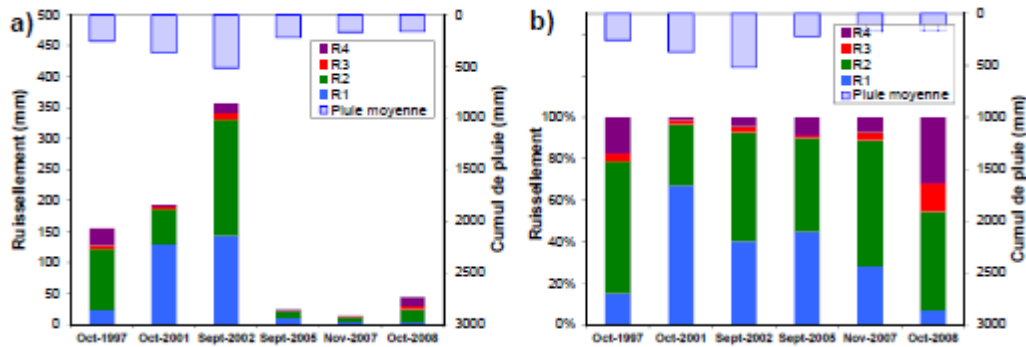 a)
Ruissellement (mm)
500
450
400
350
300
250
200
150
100
50
0
R4
R3
R2
R1
Pluie moyenne
0
500
1000
1500
2000
2500
3000
Cumul de pluie (mm)
Oct-1997 Oct-2001 Sept-2002 Sept-2005 Nov-2007 Oct-2008
b)
Ruissellement
100%
80%
60%
40%
20%
0%
R4
R3
R2
R1
Pluie moyenne
0
500
1000
1500
2000
2500
3000
Cumul de pluie (mm)
Oct-1997 Oct-2001 Sept-2002 Sept-2005 Nov-2007 Oct-2008